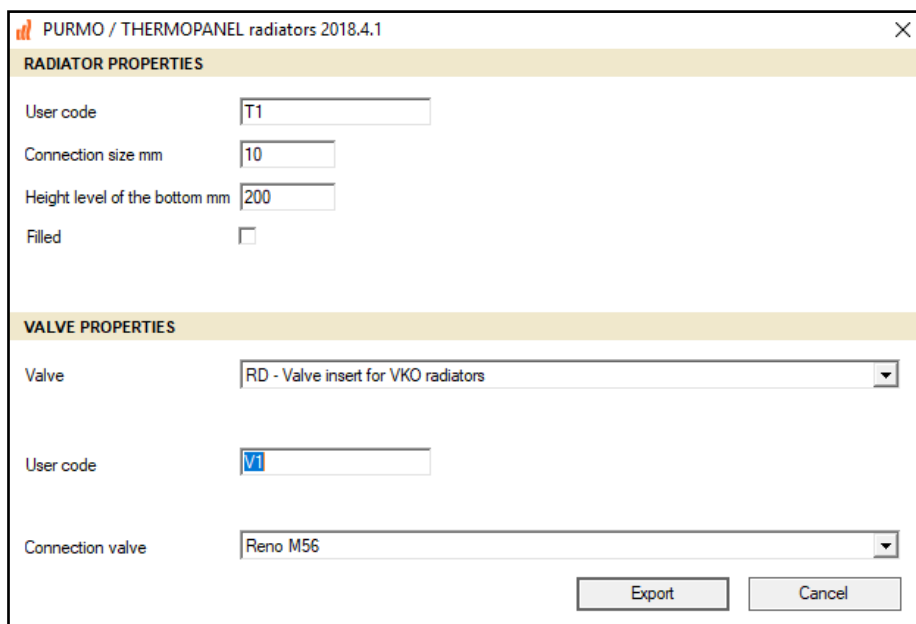 PURMO / THERMOPANEL radiators 2018.4.1
RADIATOR PROPERTIES
User code T1
Connection size mm 10
Height level of the bottom mm 200
Filled
VALVE PROPERTIES
Valve RD - Valve insert for VKO radiators
User code V1
Connection valve Reno M56
Export Cancel